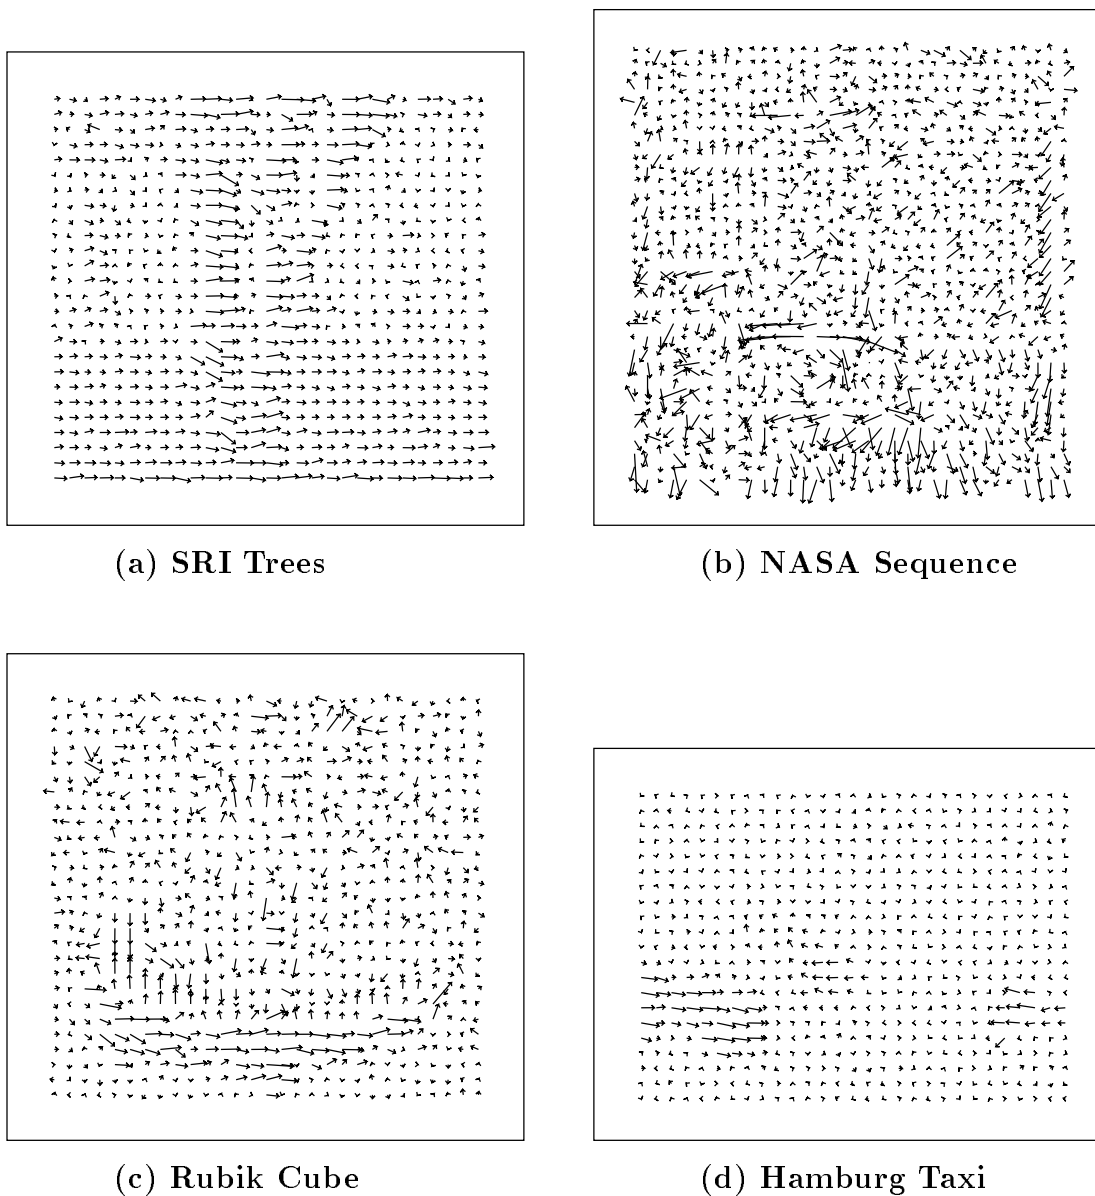 (a) SRI Trees
(b) NASA Sequence
(c) Rubik Cube
(d) Hamburg Taxi